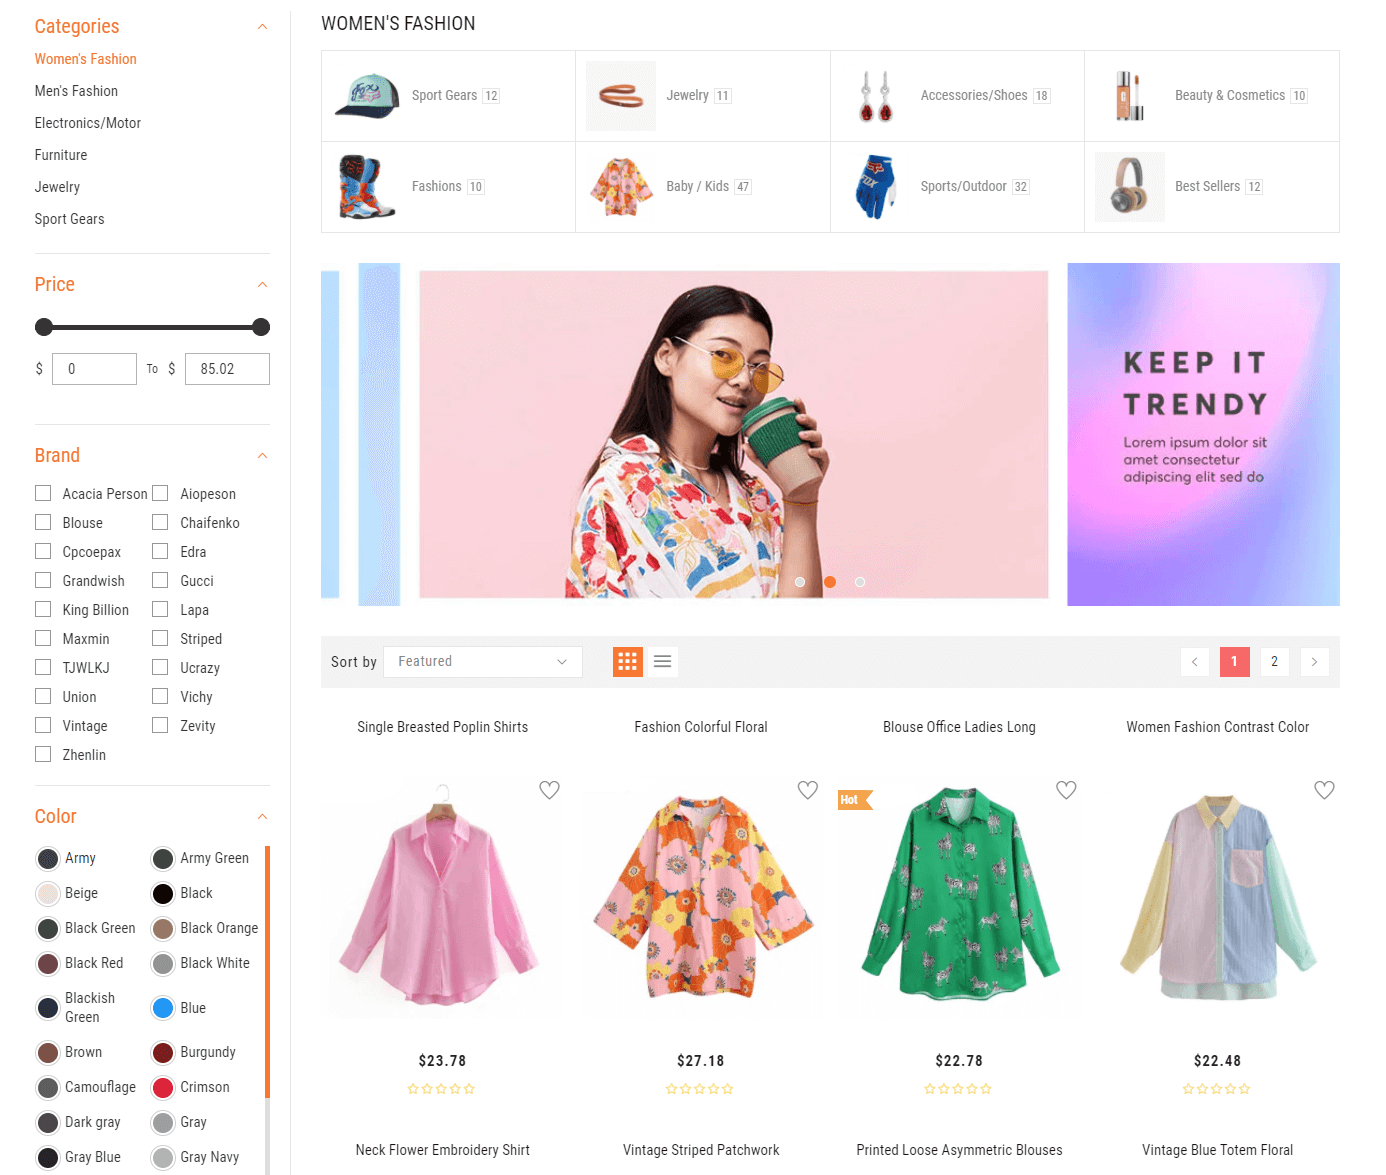 Categories
Women's Fashion
Men's Fashion
Electronics/Motor
Furniture
Jewelry
Sport Gears
Price
$ 0 To $ 85.02
Brand
Acacia Person Aiopeson
Blouse Chaifenko
Cpcoepax Edra
Grandwish Gucci
King Billion Lapa
Maxmin Striped
TJWLKJ Ucrazy
Union Vichy
Vintage Zevity
Zhenlin
Color
Army Army Green
Beige Black
Black Green Black Orange
Black Red Black White
Blackish
Green Blue
Brown Burgundy
Camouflage Crimson
Dark gray Gray
Gray Blue Gray Navy
WOMEN'S FASHION
Sport Gears 12 Jewelry 11 Accessories/Shoes 18 Beauty & Cosmetics 10
Fashions 10 Baby / Kids 47 Sports/Outdoor 32 Best Sellers 12
FOX
KEEP IT
TRENDY
Lorem ipsum dolor sit
amet consectetur
adipiscing elit sed do
Sort by Featured 1 2
Single Breasted Poplin Shirts Fashion Colorful Floral Blouse Office Ladies Long Women Fashion Contrast Color
Hot
$23.78 $27.18 $22.78 $22.48
Neck Flower Embroidery Shirt Vintage Striped Patchwork Printed Loose Asymmetric Blouses Vintage Blue Totem Floral